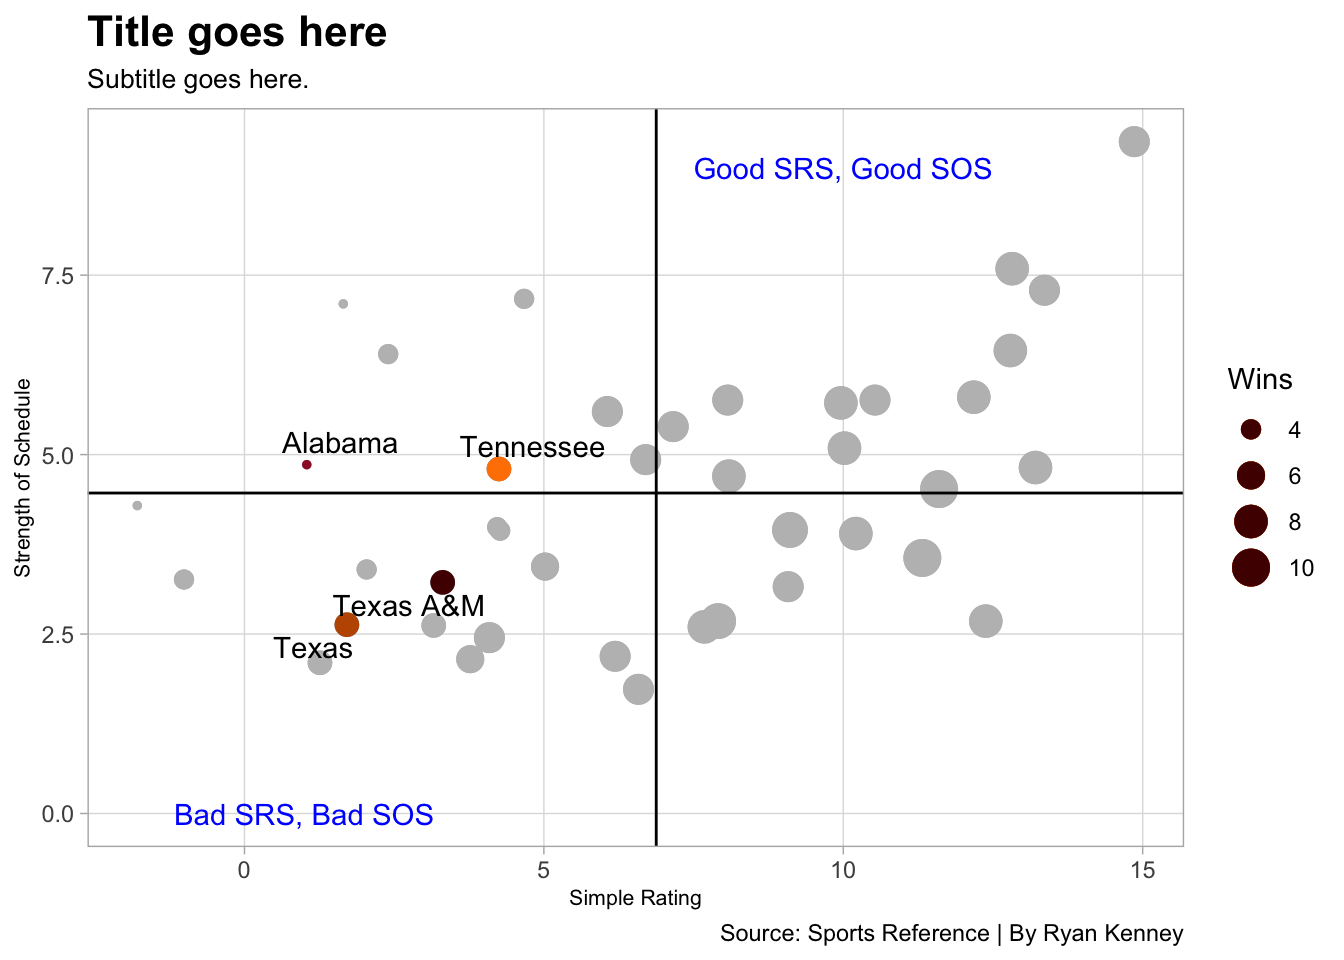 Title goes here
Subtitle goes here.
Good SRS, Good SOS
7.5
5.0
2.5
0.0
Strength of Schedule
Alabama
Tennessee
Texas A&M
Texas
Bad SRS, Bad SOS
0
5
10
15
Simple Rating
Wins
4
6
8
10
Source: Sports Reference | By Ryan Kenney